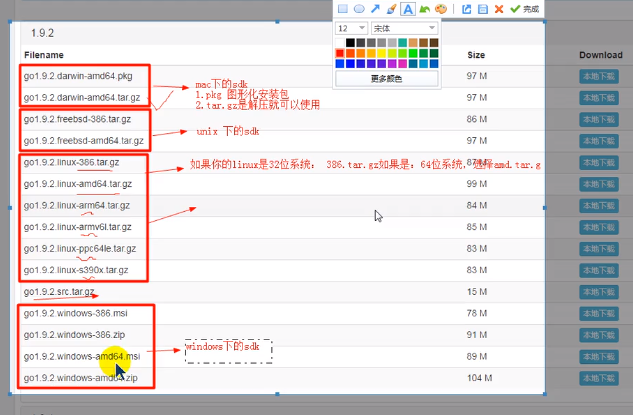 完成
12 宋体
更多颜色
1.9.2
Filename Size Download
go1.9.2.darwin-amd64.pkg 97 M 本地下载
go1.9.2.darwin-amd64.tar.gz 97 M 本地下载
go1.9.2.freebsd-386.tar.gz 86 M 本地下载
go1.9.2.freebsd-amd64.tar.gz 97 M 本地下载
go1.9.2.linux-386.tar.gz 87 M 本地下载
go1.9.2.linux-amd64.tar.gz 99 M 本地下载
go1.9.2.linux-arm64.tar.gz 84 M 本地下载
go1.9.2.linux-armv6l.tar.gz 85 M 本地下载
go1.9.2.linux-ppc64le.tar.gz 83 M 本地下载
go1.9.2.linux-s390x.tar.gz 83 M 本地下载
go1.9.2.src.tar.gz 15 M 本地下载
go1.9.2.windows-386.msi 78 M 本地下载
go1.9.2.windows-386.zip 91 M 本地下载
go1.9.2.windows-amd64.msi 89 M 本地下载
go1.9.2.windows-amd64.zip 104 M 本地下载
mac下的sdk
1.pkg 图形化安装包
2.tar.gz是解压就可以使用
unix 下的sdk
如果你的linux是32位系统： 386.tar.gz如果是：64位系统，选择amd.tar.g
windows下的sdk